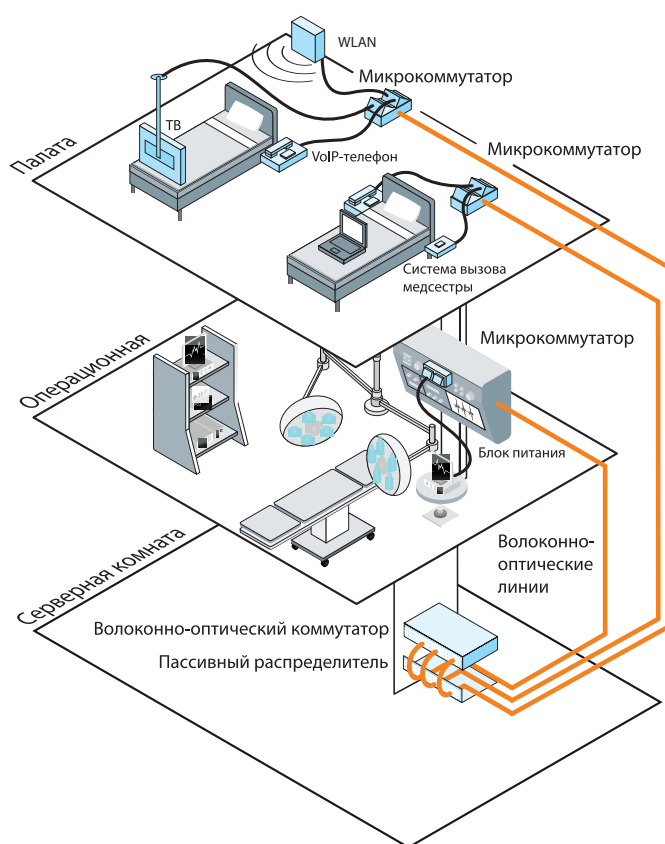 WLAN
Микрокоммутатор
ТВ
Палата
VoIP-телефон
Микрокоммутатор
Система вызова
медсестры
Операционная
Микрокоммутатор
Блок питания
Серверная комната
Волоконно-
оптические
линии
Волоконно-оптический коммутатор
Пассивный распределитель